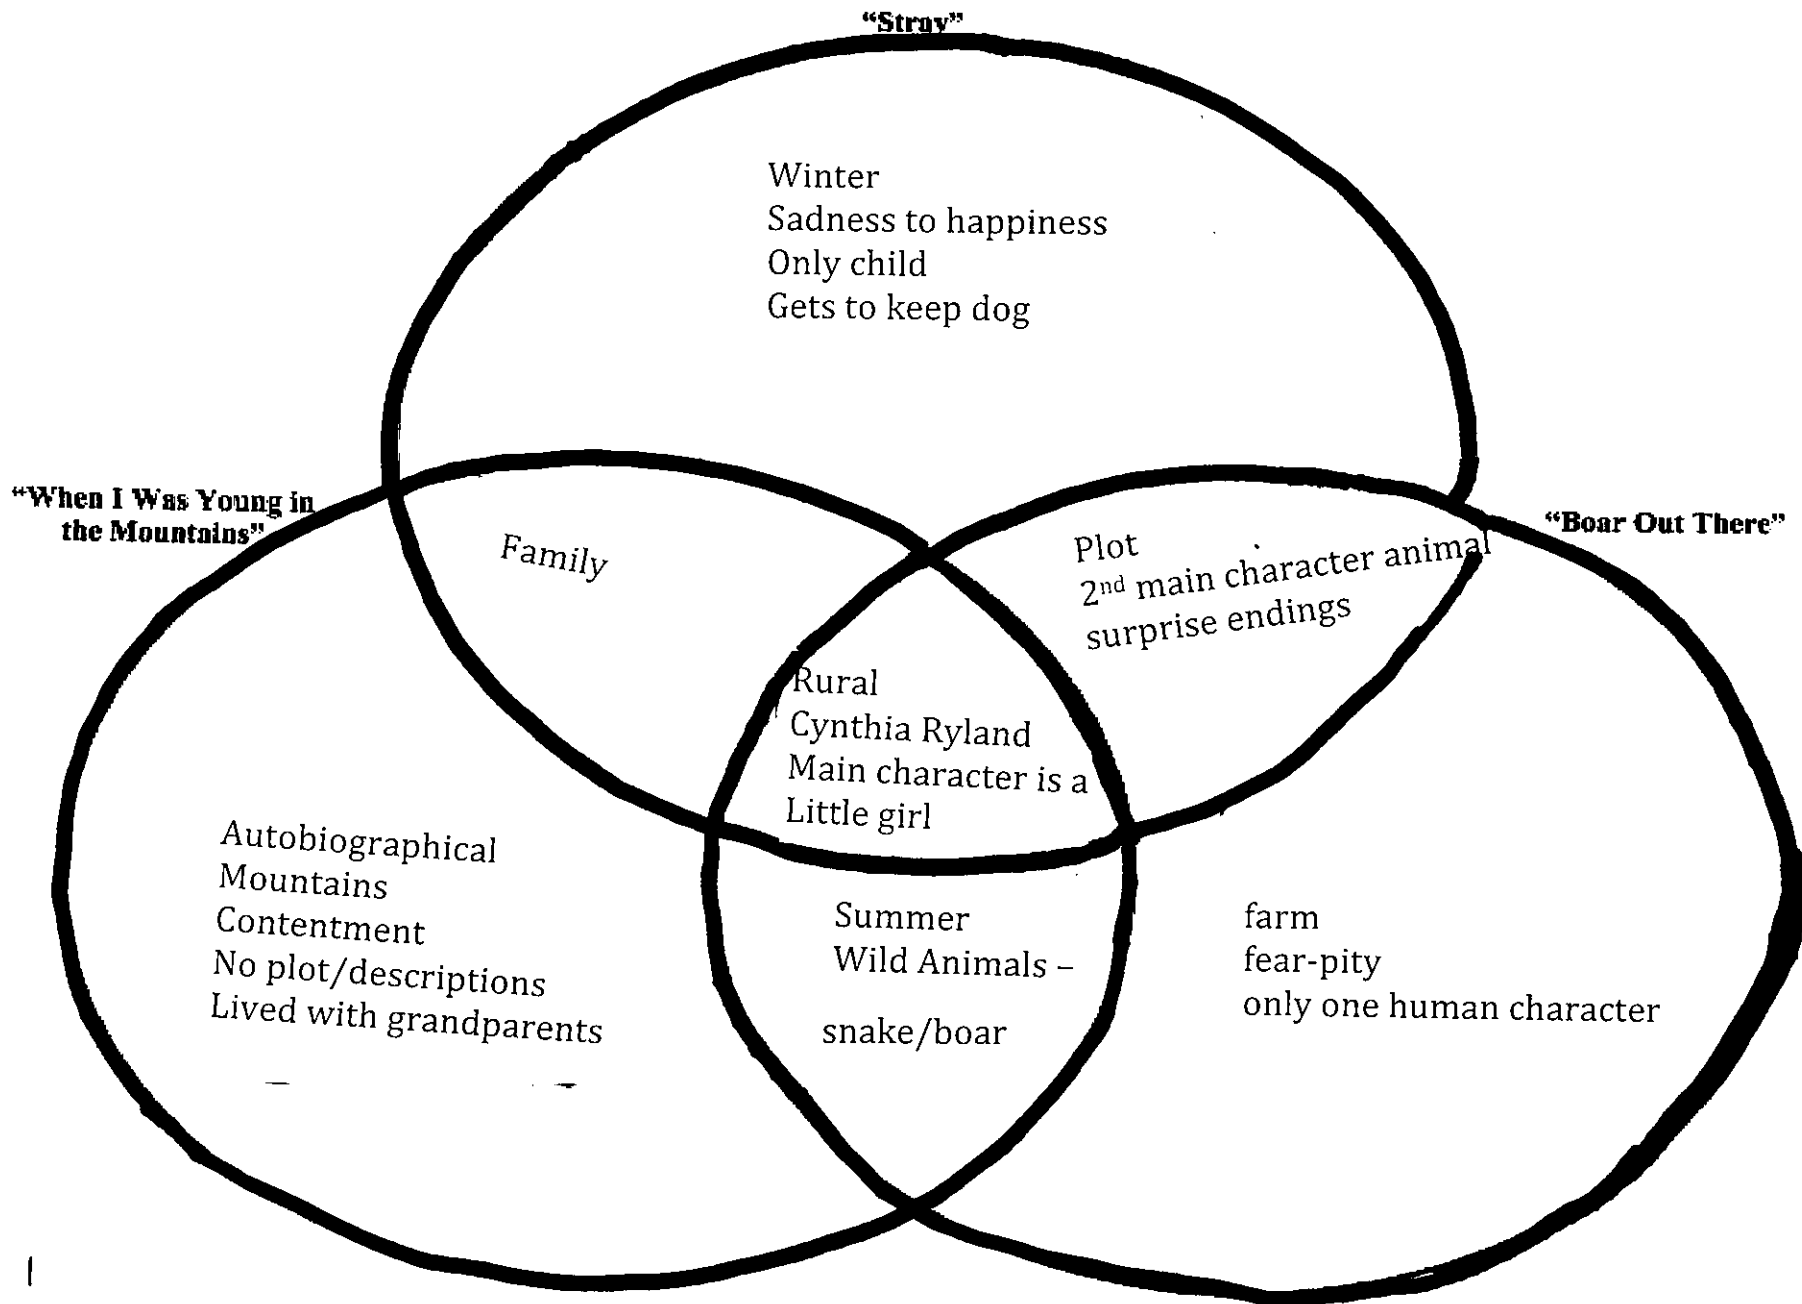 “Stray”
Winter
Sadness to happiness
Only child
Gets to keep dog
“When I Was Young in
the Mountains”
“Boar Out There”
Family
Plot
2nd main character animal
surprise endings
Rural
Cynthia Ryland
Main character is a
Little girl
Autobiographical
Mountains
Contentment
No plot/descriptions
Lived with grandparents
Summer
Wild Animals –
snake/boar
farm
fear-pity
only one human character